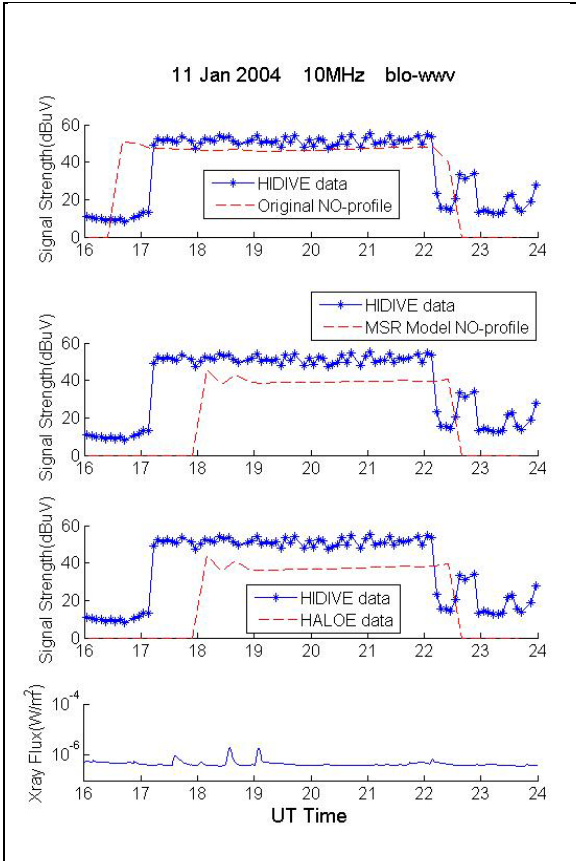 11 Jan 2004 10MHz blo-wwv
Signal Strength(dBuV)
60
40
20
0
HIDIVE data
Original NO-profile
16 17 18 19 20 21 22 23 24
HIDIVE data
MSR Model NO-profile
Signal Strength(dBuV)
60
40
20
0
16 17 18 19 20 21 22 23 24
Signal Strength(dBuV)
60
40
20
0
HIDIVE data
HALOE data
16 17 18 19 20 21 22 23 24
Xray Flux(W/m²)
10⁻⁴
10⁻⁶
16 17 18 19 20 21 22 23 24
UT Time